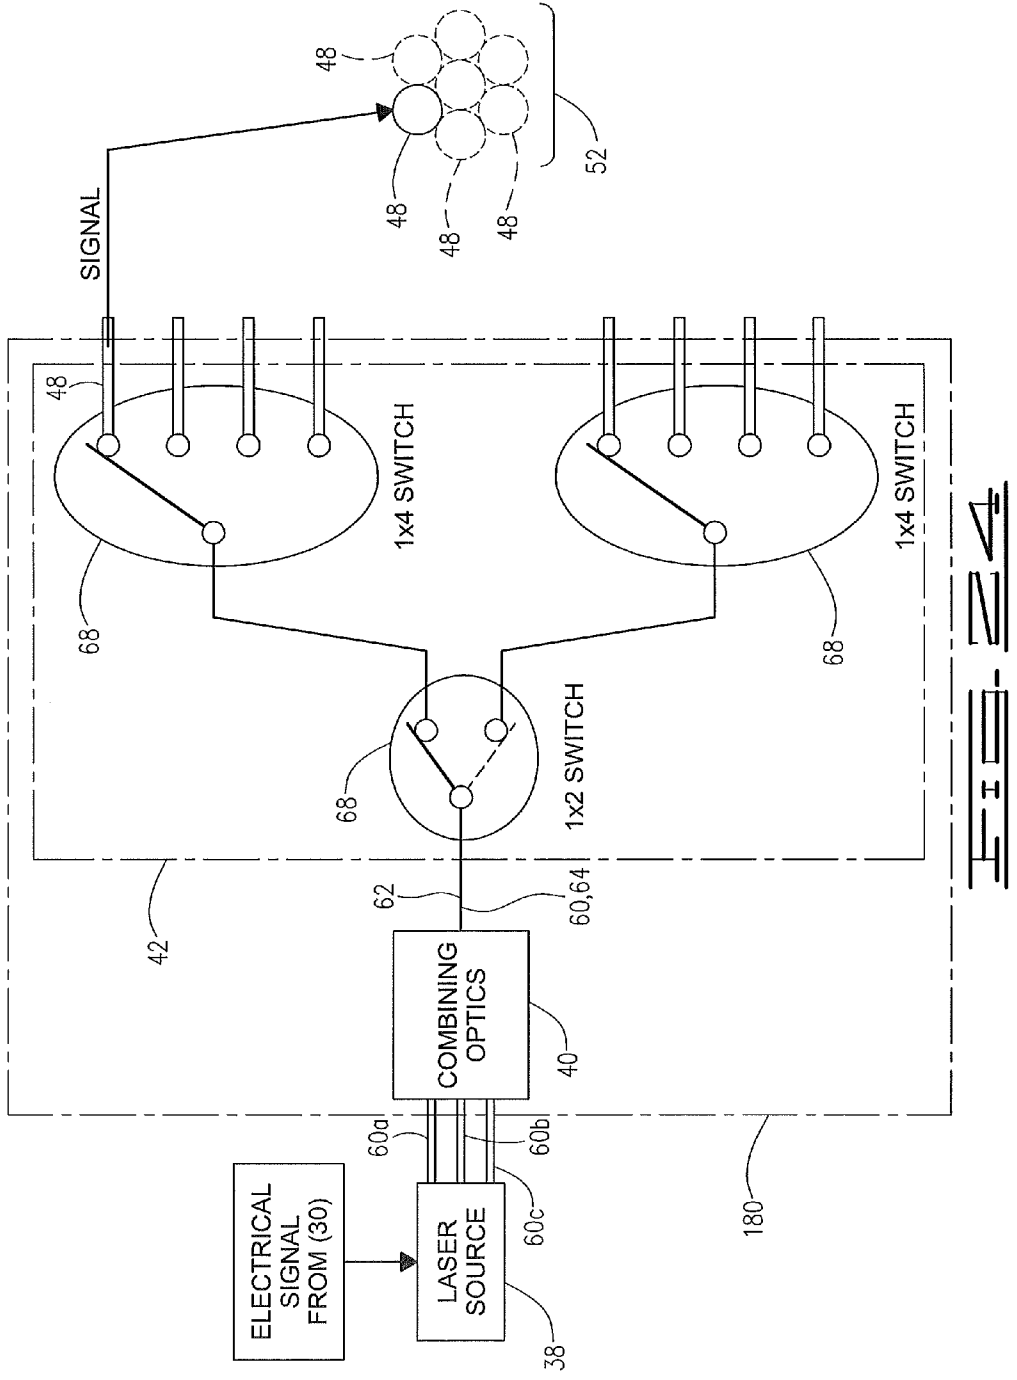 ELECTRICAL
SIGNAL
FROM (30)
LASER
SOURCE
38
60a
60b
60c
COMBINING
OPTICS
40
180
42
62
60,64
68
1x2 SWITCH
68
1x4 SWITCH
68
1x4 SWITCH
48
SIGNAL
48
48
48
48
52
FIG. 24